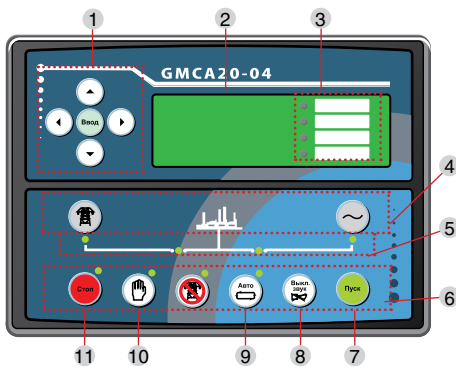 1 2 3
GMCA20-04
Ввод
4
5
Стоп
Авто
Выкл.
звук
Пуск
6
11 10 9 8 7